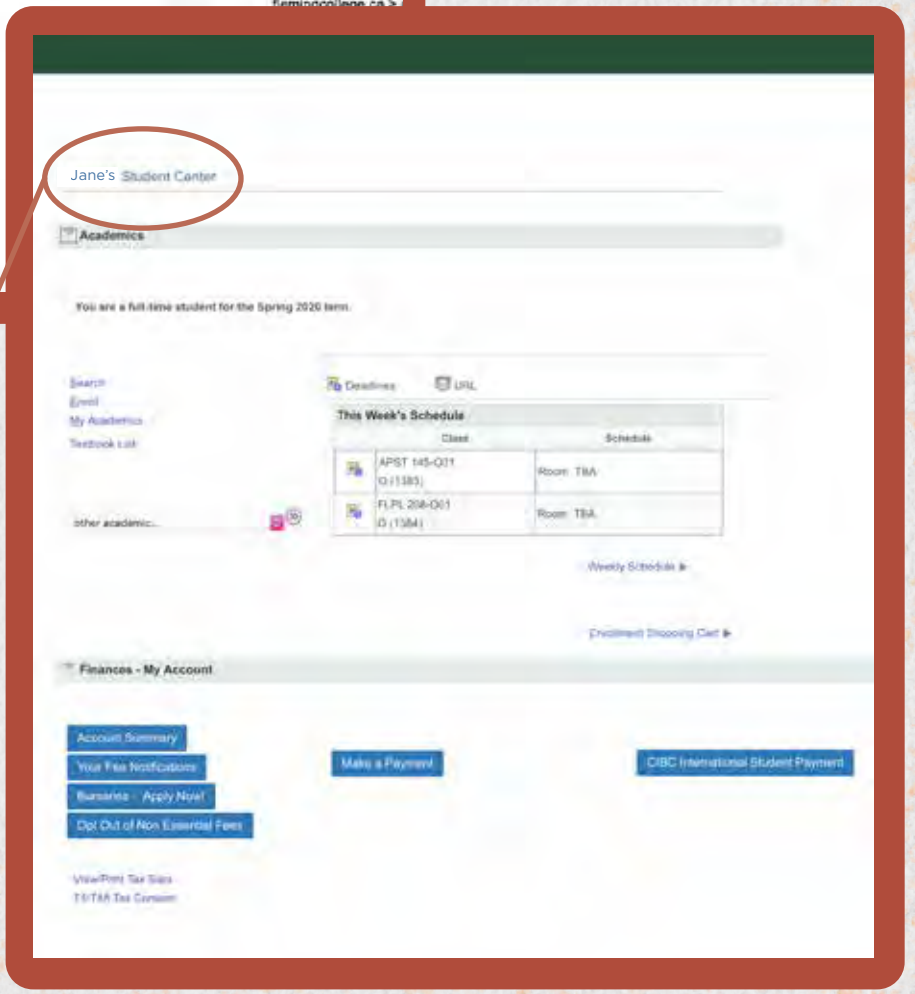 flemingcollege.ca >
Jane's Student Center
Academics
You are a full-time student for the Spring 2020 term.
Search
Enroll
My Academics
Textbook List
other academic...
Deadlines URL
This Week's Schedule
Class Schedule
APST 145-O01
O (1385)
Room: TBA
FLPL 208-O01
O (1384)
Room: TBA
Weekly Schedule
Enrollment Shopping Cart
Finances - My Account
Account Summary
Your Fee Notifications
Bursaries - Apply Now!
Opt Out of Non Essential Fees
Make a Payment
CIBC International Student Payment
View/Print Tax Slips
Tax Consent